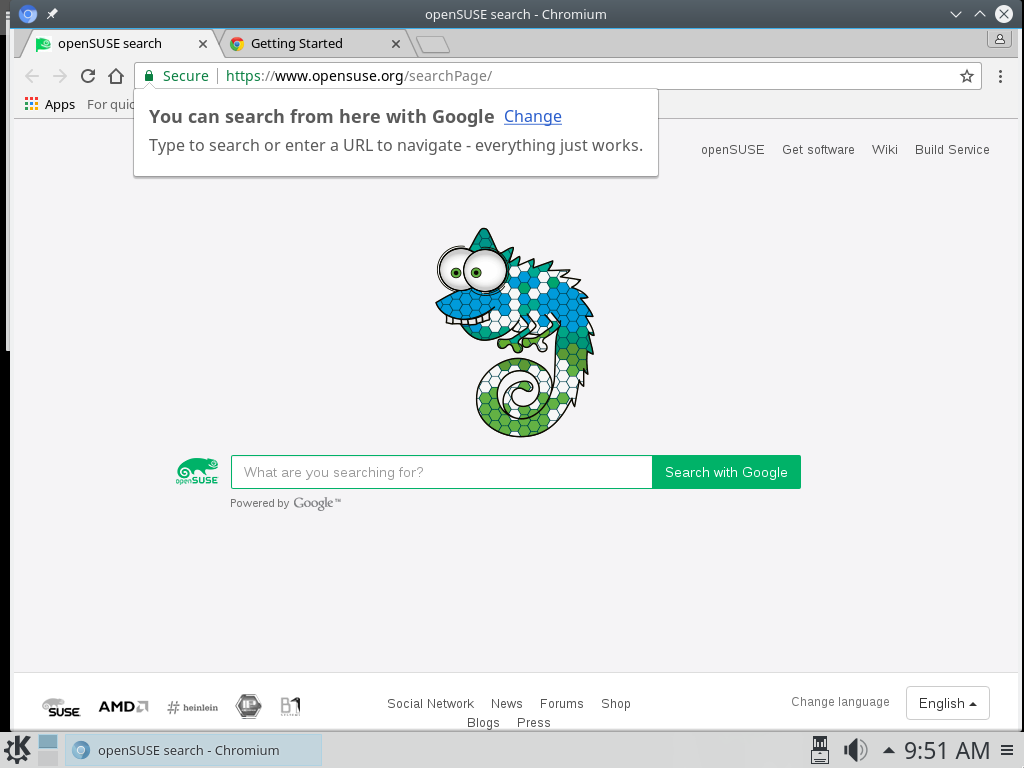 openSUSE search - Chromium
openSUSE search
Getting Started
Secure
https://www.opensuse.org/searchPage/
Apps
For quic
You can search from here with Google Change
Type to search or enter a URL to navigate - everything just works.
openSUSE Get software Wiki Build Service
openSUSE
What are you searching for?
Search with Google
Powered by Google™
SUSE
AMD
# heinlein
IP
B1
Social Network News Forums Shop
Blogs Press
Change language
English
openSUSE search - Chromium
9:51 AM